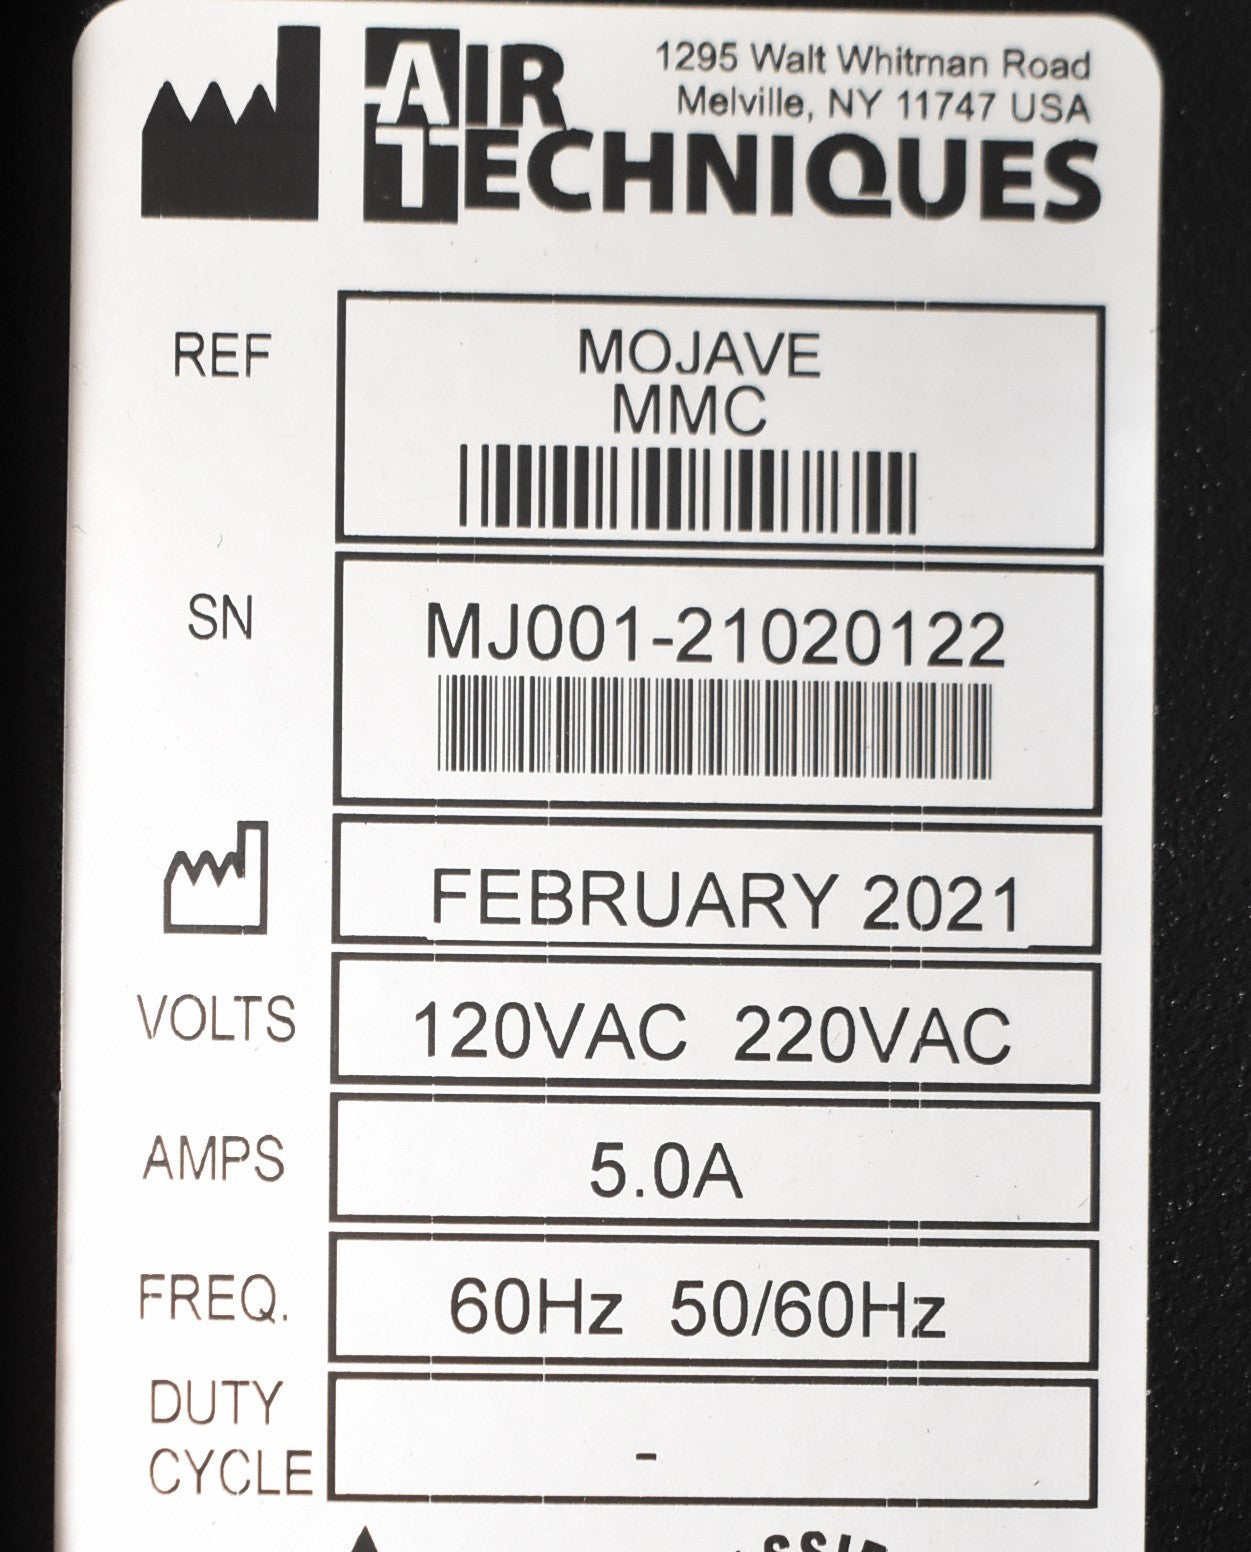 AIR
TECHNIQUES
1295 Walt Whitman Road
Melville, NY 11747 USA
REF
MOJAVE
MMC
SN
MJ001-21020122
FEBRUARY 2021
VOLTS
120VAC 220VAC
AMPS
5.0A
FREQ.
60Hz 50/60Hz
DUTY
CYCLE
-